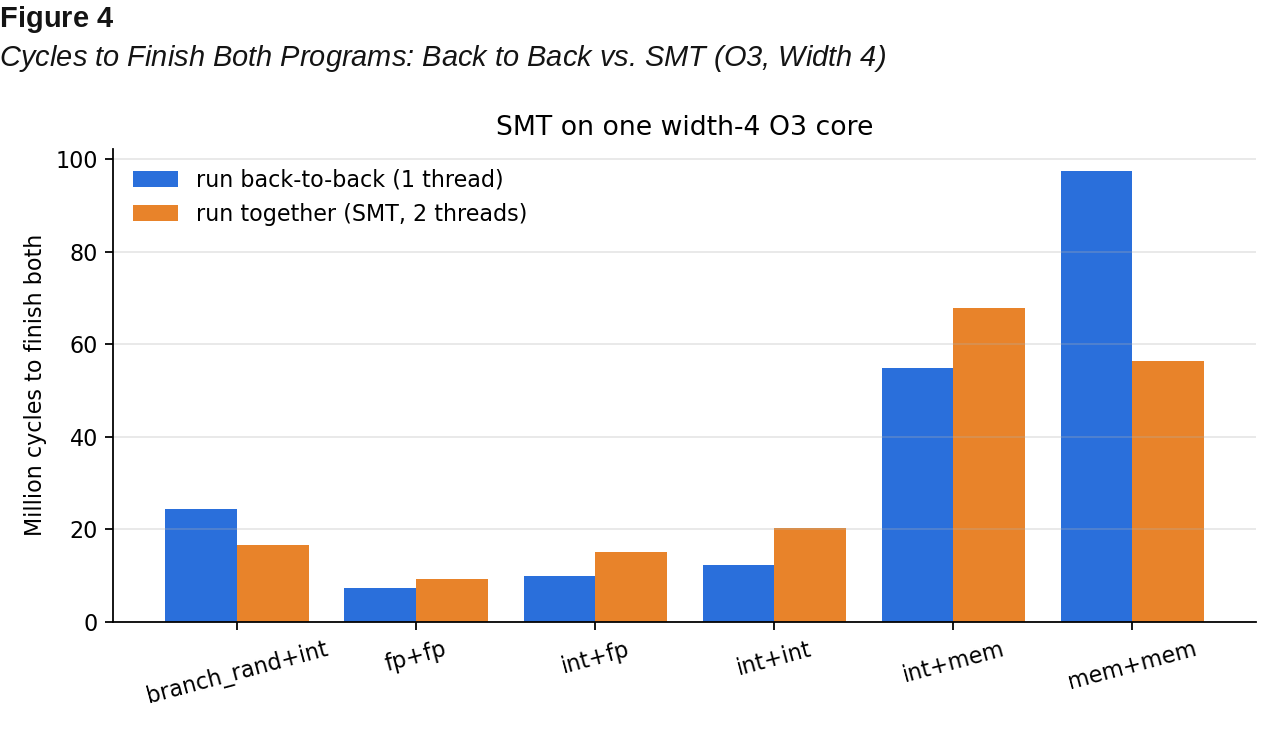 Figure 4
Cycles to Finish Both Programs: Back to Back vs. SMT (O3, Width 4)
SMT on one width-4 O3 core
run back-to-back (1 thread)
run together (SMT, 2 threads)
Million cycles to finish both
100
80
60
40
20
0
branch_rand+int
fp+fp
int+fp
int+int
int+mem
mem+mem